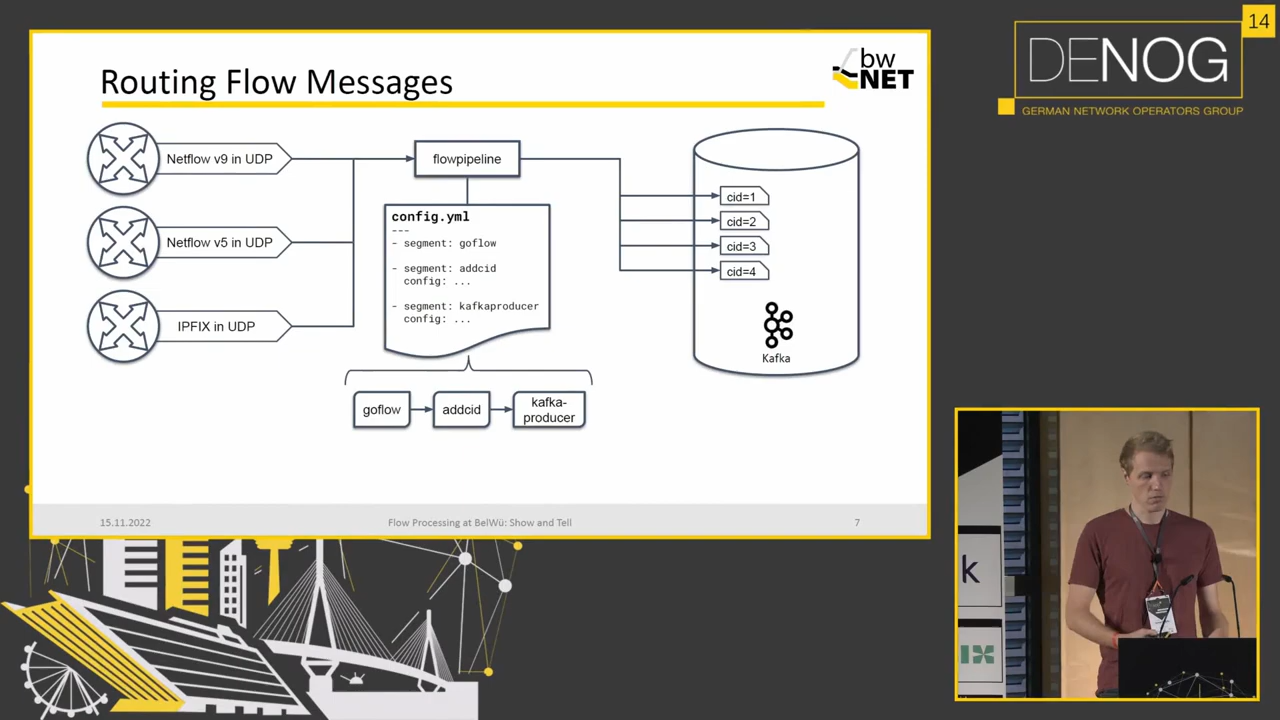 Routing Flow Messages
bw
NET
Netflow v9 in UDP
Netflow v5 in UDP
IPFIX in UDP
flowpipeline
config.yml
---
- segment: goflow
- segment: addcid
config: ...
- segment: kafkaproducer
config: ...
goflow
addcid
kafka-
producer
cid=1
cid=2
cid=3
cid=4
Kafka
15.11.2022
Flow Processing at BelWü: Show and Tell
7
14
DENOG
GERMAN NETWORK OPERATORS GROUP
k
IX